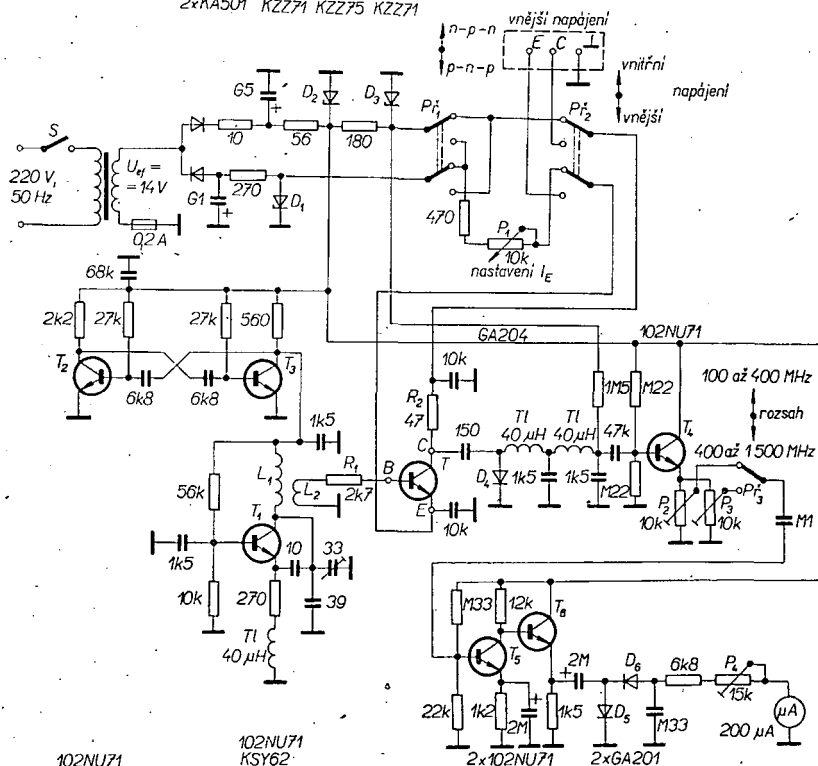 2xKA501 KZZ71 KZZ75 KZZ71
n-p-n
p-n-p
vnější napájení
E C
vnitřní
napájení
vnější
G5
D2
D3
Př1
Př2
10
56
180
S
220 V,
50 Hz
Uef =
= 14 V
0,2 A
G1
270
D1
470
P1
10k
nastavení IE
68k
2k2
27k
27k
560
T2
T3
6k8
6k8
GA204
102NU71
10k
R2
47
1M5
M22
100 až 400 MHz
rozsah
400 až 1 500 MHz
1k5
C
150
Tl
40 µH
Tl
40 µH
47k
T4
L1
L2
R1
2k7
B
T
D4
1k5
1k5
M22
E
10k
P2
10k
P3
10k
Př3
M1
56k
T1
1k5
10
33
10k
270
39
Tl
40 µH
M33
12k
T6
T5
2M
D6
6k8
P4
15k
22k
1k2
2M
1k5
D5
M33
µA
200 µA
102NU71
102NU71
KSY62
2x102NU71
2xGA201